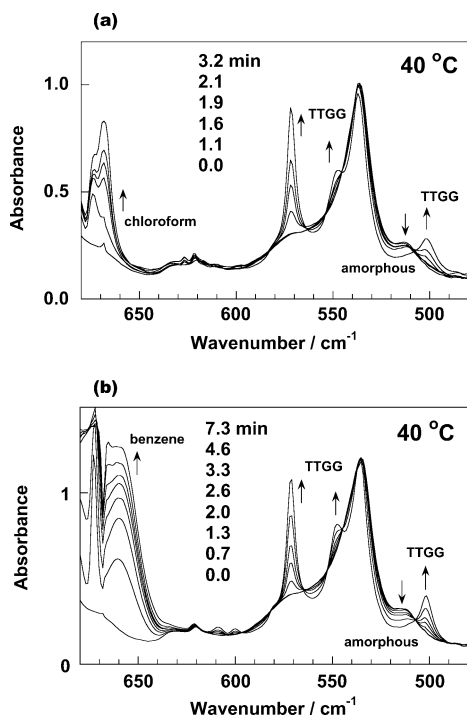 (a)
3.2 min
2.1
1.9
1.6
1.1
0.0
40 °C
TTGG
chloroform
TTGG
amorphous
1.0
0.5
0.0
Absorbance
650
600
550
500
Wavenumber / cm-1
(b)
7.3 min
4.6
3.3
2.6
2.0
1.3
0.7
0.0
40 °C
benzene
TTGG
TTGG
amorphous
1
0
Absorbance
650
600
550
500
Wavenumber / cm-1